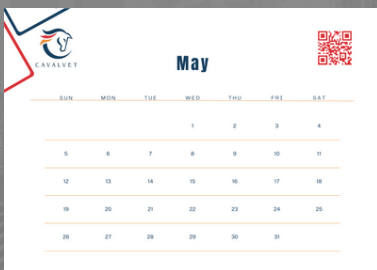 CAVALVET
May
SUN MON TUE WED THU FRI SAT
1 2 3 4
5 6 7 8 9 10 11
12 13 14 15 16 17 18
19 20 21 22 23 24 25
26 27 28 29 30 31